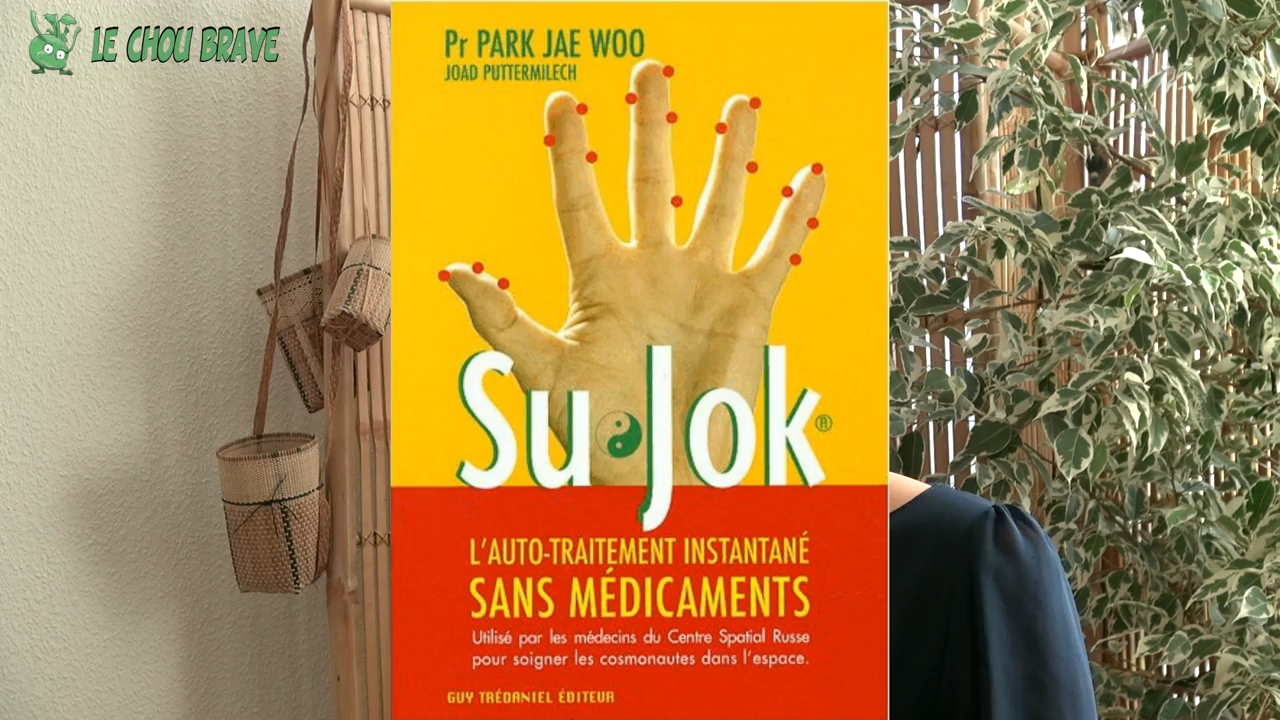 LE CHOU BRAVE
Pr PARK JAE WOO
JOAD PUTTERMILECH
Su Jok®
L'AUTO-TRAITEMENT INSTANTANÉ
SANS MÉDICAMENTS
Utilisé par les médecins du Centre Spatial Russe
pour soigner les cosmonautes dans l'espace.
GUY TRÉDANIEL ÉDITEUR